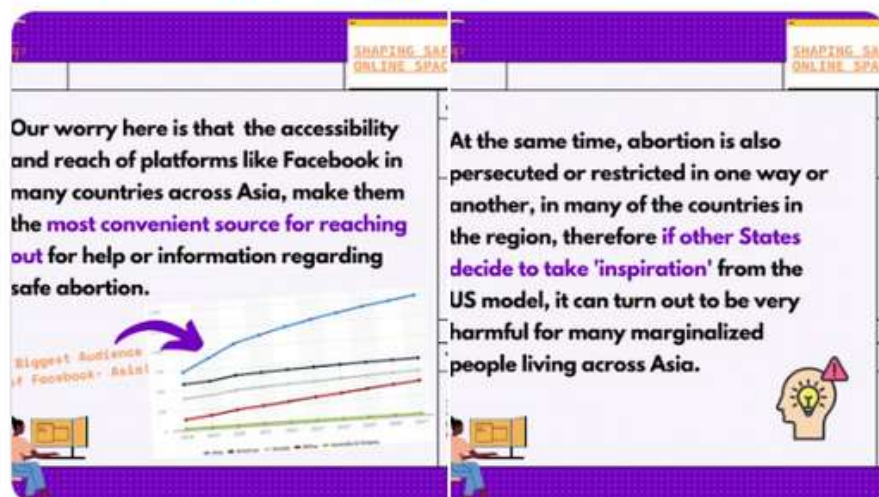 SHAPING SA
ONLINE SPAC
Our worry here is that the accessibility
and reach of platforms like Facebook in
many countries across Asia, make them
the most convenient source for reaching
out for help or information regarding
safe abortion.
Biggest Audience
of Facebook- Asia!
SHAPING SA
ONLINE SPA
At the same time, abortion is also
persecuted or restricted in one way or
another, in many of the countries in
the region, therefore if other States
decide to take 'inspiration' from the
US model, it can turn out to be very
harmful for many marginalized
people living across Asia.